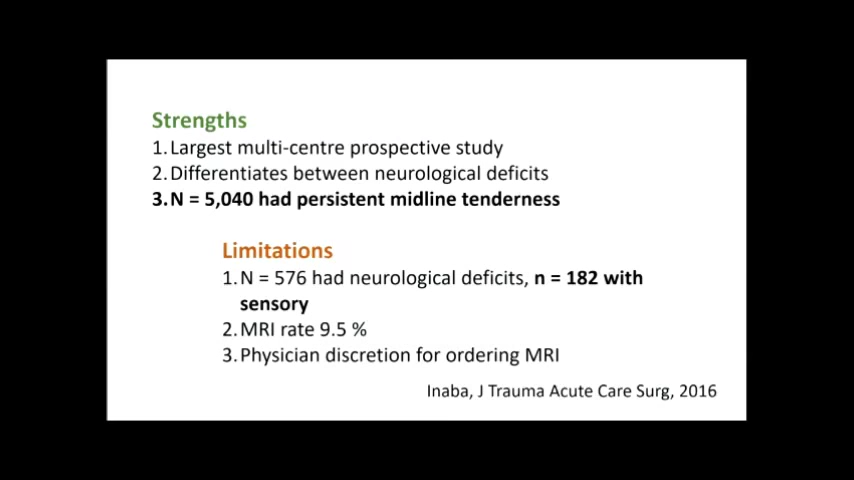 Strengths
1. Largest multi-centre prospective study
2. Differentiates between neurological deficits
3. N = 5,040 had persistent midline tenderness
Limitations
1. N = 576 had neurological deficits, n = 182 with
sensory
2. MRI rate 9.5 %
3. Physician discretion for ordering MRI
Inaba, J Trauma Acute Care Surg, 2016